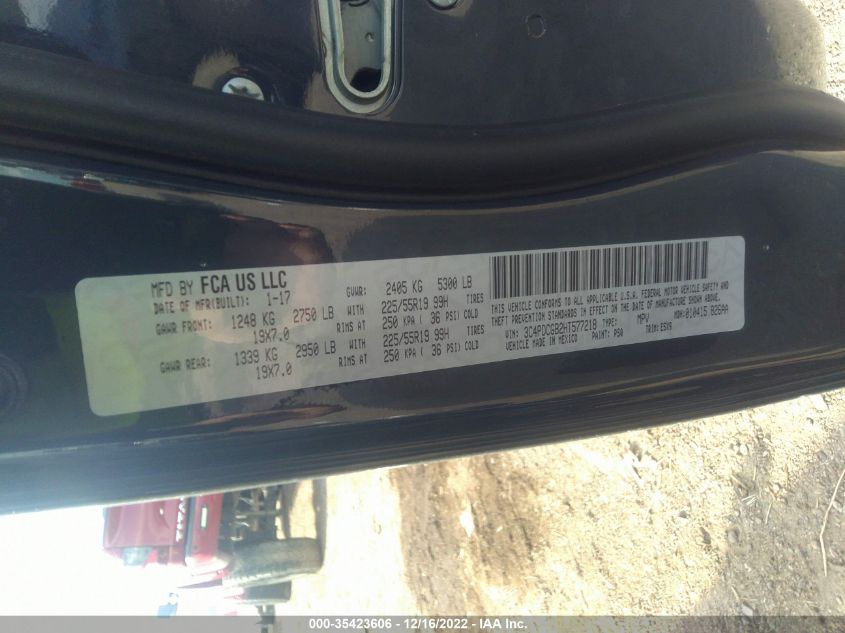 MFD BY FCA US LLC
DATE OF MFR(BUILT): 1-17
GVWR: 2405 KG 5300 LB
GAWR FRONT: 1248 KG 2750 LB WITH 225/55R19 99H TIRES
19X7.0 RIMS AT 250 KPA ( 36 PSI) COLD
GAWR REAR: 1339 KG 2950 LB WITH 225/55R19 99H TIRES
19X7.0 RIMS AT 250 KPA ( 36 PSI) COLD
THIS VEHICLE CONFORMS TO ALL APPLICABLE U.S.A. FEDERAL MOTOR VEHICLE SAFETY AND
THEFT PREVENTION STANDARDS IN EFFECT ON THE DATE OF MANUFACTURE SHOWN ABOVE.
VIN: 3C4PDCGB2HT577218 TYPE: MPV MDH: 010415 B26AA
VEHICLE MADE IN MEXICO PAINT: PSQ TRIM: E5X9
000-35423606 - 12/16/2022 - IAA, Inc.